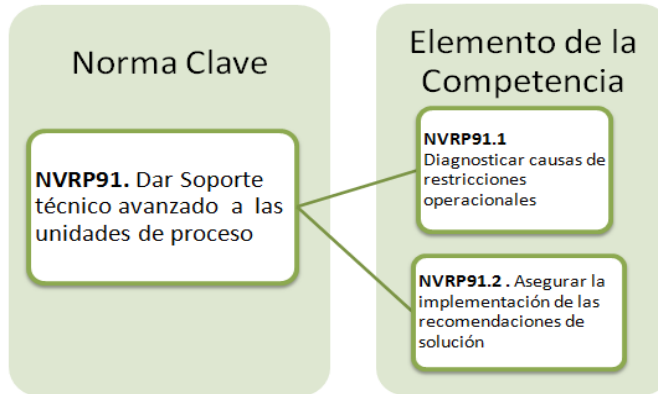 Norma Clave
NVRP91. Dar Soporte
técnico avanzado a las
unidades de proceso
Elemento de la
Competencia
NVRP91.1
Diagnosticar causas de
restricciones
operacionales
NVRP91.2 . Asegurar la
implementación de las
recomendaciones de
solución